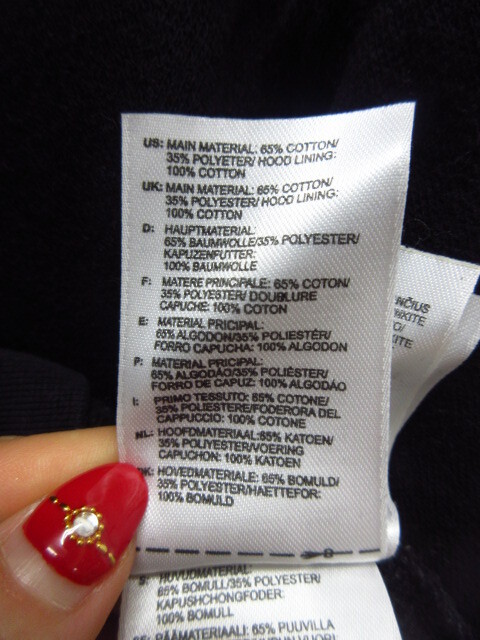 US: MAIN MATERIAL: 65% COTTON/
35% POLYETER/ HOOD LINING:
100% COTTON
UK: MAIN MATERIAL: 65% COTTON/
35% POLYESTER/ HOOD LINING:
100% COTTON
D: HAUPTMATERIAL:
65% BAUMWOLLE/35% POLYESTER/
KAPUZENFUTTER:
100% BAUMWOLLE
F: MATERE PRINCIPALE: 65% COTON/
35% POLYESTER/ DOUBLURE
CAPUCHE: 100% COTON
E: MATERIAL PRICIPAL:
65% ALGODON/35% POLIESTÉR/
FORRO CAPUCHA: 100% ALGODON
P: MATERIAL PRICIPAL:
65% ALGODÃO/35% POLIÉSTER/
FORRO DE CAPUZ: 100% ALGODÃO
I: PRIMO TESSUTO: 65% COTONE/
35% POLIESTERE/FODERORA DEL
CAPPUCCIO: 100% COTONE
NL: HOOFDMATERIAAL:65% KATOEN/
35% POLYESTER/VOERING
CAPUCHON: 100% KATOEN
DK: HOVEDMATERIALE: 65% BOMULD/
35% POLYESTER/HAETTEFOR:
100% BOMULD
S: HUVUDMATERIAL:
65% BOMULL/35% POLYESTER
KAPUSHCHONGFODER:
100% BOMULL
PÄÄMATERIAALI: 65% PUUVILLA